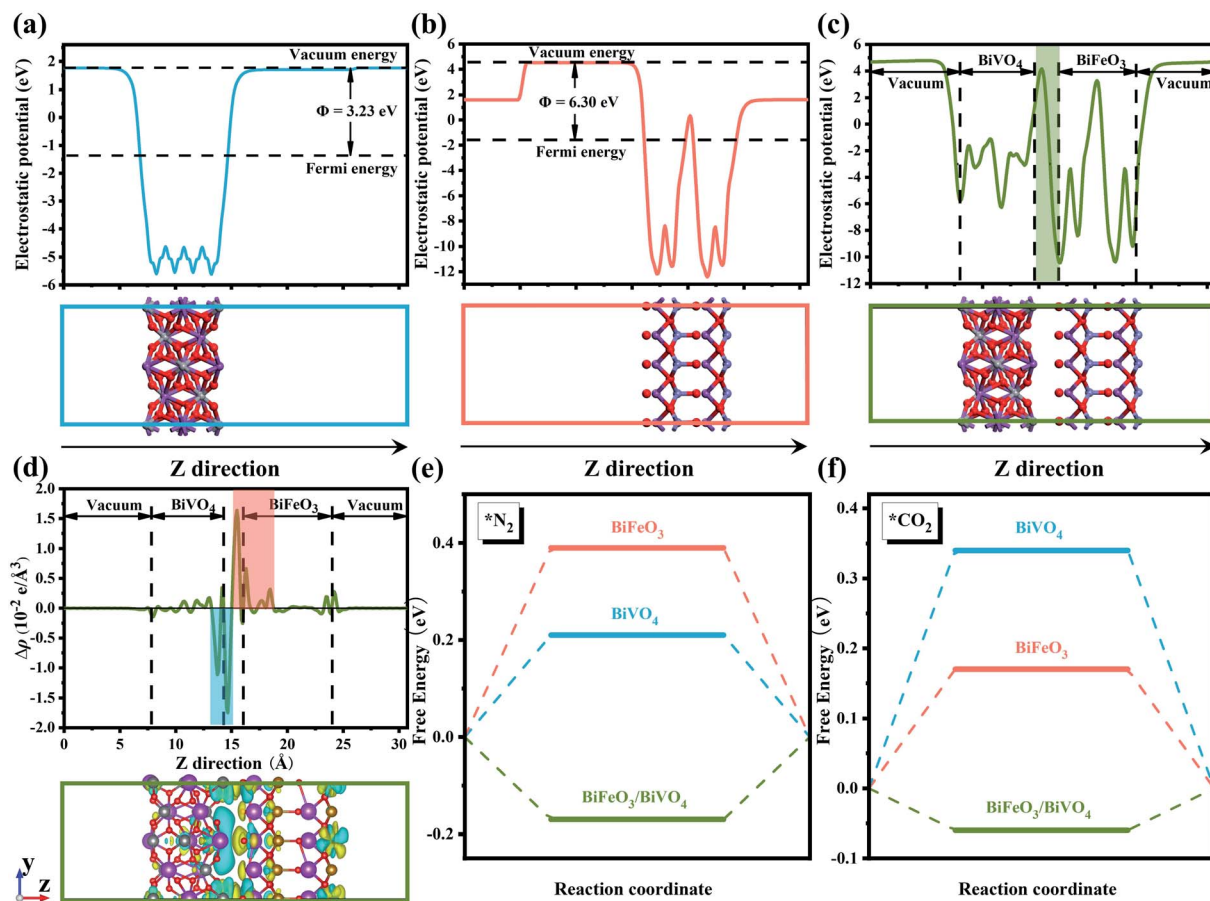 (a)
Vacuum energy
Φ = 3.23 eV
Fermi energy
Electrostatic potential (eV)
2
1
0
-1
-2
-3
-4
-5
-6
Z direction
(b)
Vacuum energy
Φ = 6.30 eV
Fermi energy
Electrostatic potential (eV)
6
4
2
0
-2
-4
-6
-8
-10
-12
Z direction
(c)
BiVO₄
BiFeO₃
Vacuum
Vacuum
Electrostatic potential (eV)
6
4
2
0
-2
-4
-6
-8
-10
-12
Z direction
(d)
Vacuum
BiVO₄
BiFeO₃
Vacuum
Δρ (10⁻² e/Å³)
2.0
1.5
1.0
0.5
0.0
-0.5
-1.0
-1.5
-2.0
0 5 10 15 20 25 30
Z direction (Å)
y
z
(e)
*N₂
BiFeO₃
BiVO₄
BiFeO₃/BiVO₄
Free Energy (eV)
0.4
0.2
0.0
-0.2
Reaction coordinate
(f)
*CO₂
BiVO₄
BiFeO₃
BiFeO₃/BiVO₄
Free Energy (eV)
0.4
0.3
0.2
0.1
0.0
-0.1
Reaction coordinate